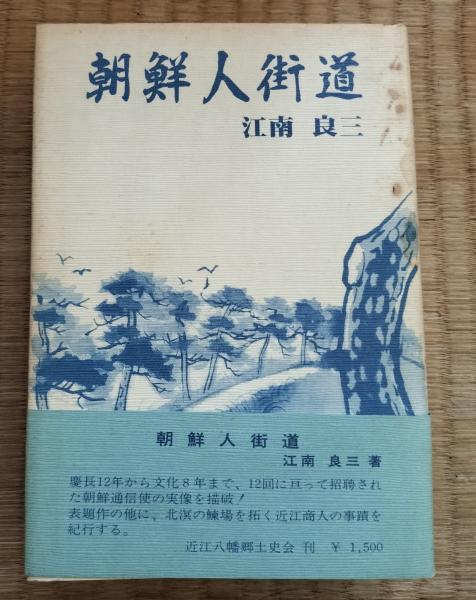 朝鮮人街道
江南 良三
朝鮮人街道
江南 良三 著
慶長12年から文化8年まで、12回に亘って招聘され
た朝鮮通信使の実像を描破！
表題作の他に、北溟の鰊場を拓く近江商人の事蹟を
紀行する。
近江八幡郷土史会 刊 ￥ 1,500